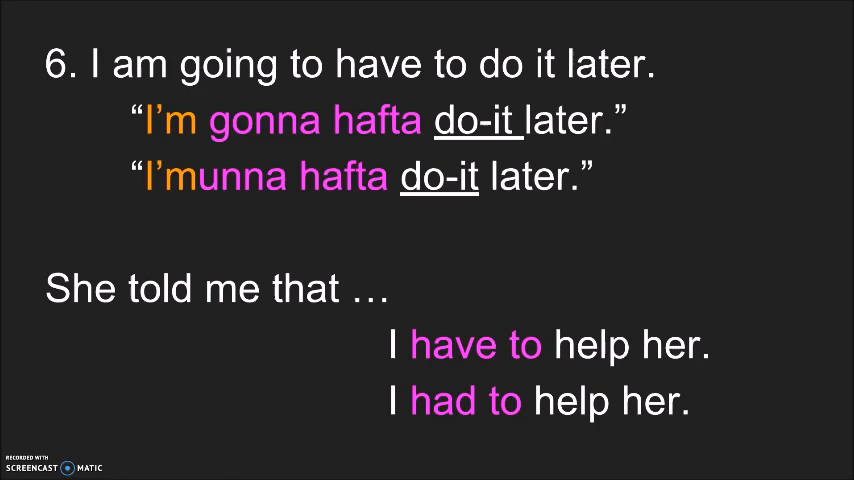 6. I am going to have to do it later.
“I’m gonna hafta do-it later.”
“I’munna hafta do-it later.”
She told me that …
I have to help her.
I had to help her.
RECORDED WITH
SCREENCAST MATIC